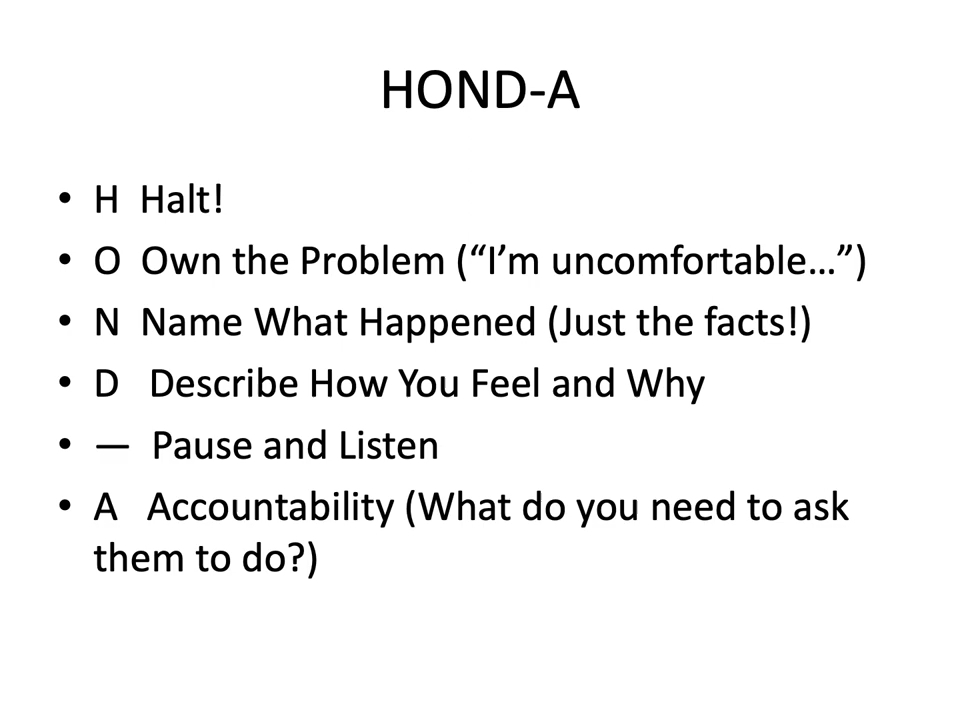 HOND-A
• H Halt!
• O Own the Problem (“I’m uncomfortable…”)
• N Name What Happened (Just the facts!)
• D Describe How You Feel and Why
• — Pause and Listen
• A Accountability (What do you need to ask
them to do?)